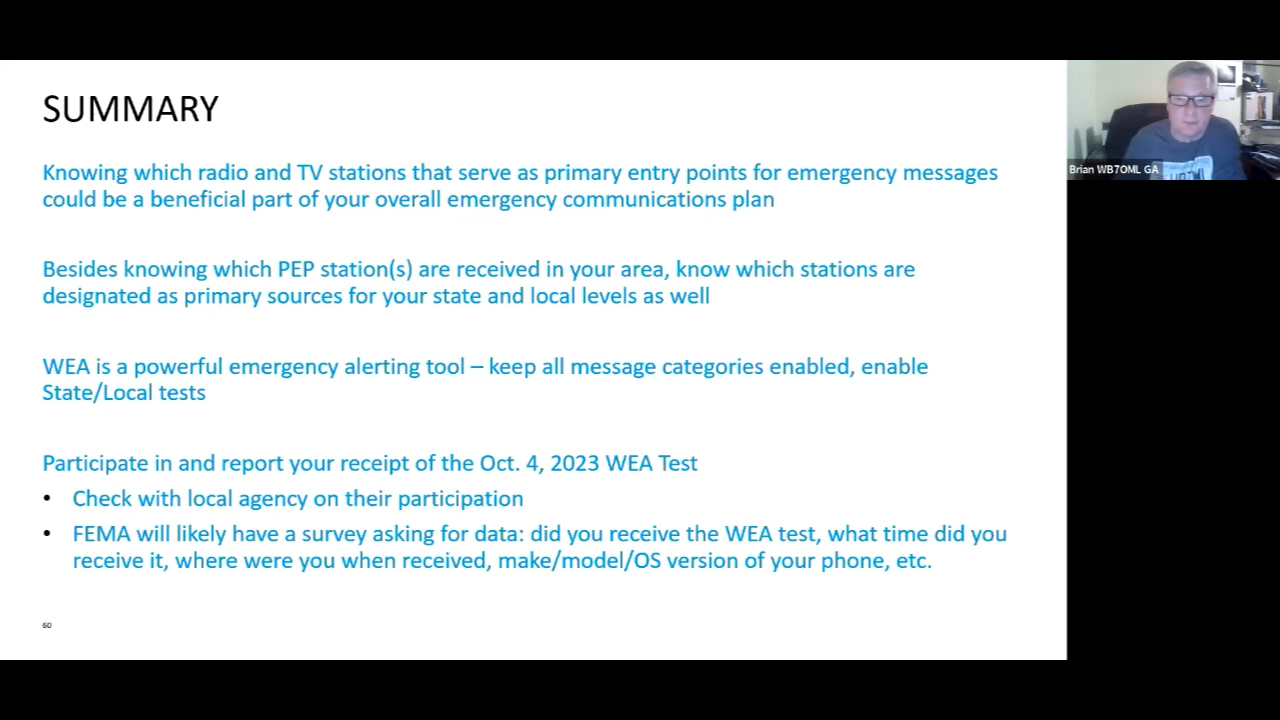 SUMMARY
Knowing which radio and TV stations that serve as primary entry points for emergency messages
could be a beneficial part of your overall emergency communications plan
Besides knowing which PEP station(s) are received in your area, know which stations are
designated as primary sources for your state and local levels as well
WEA is a powerful emergency alerting tool – keep all message categories enabled, enable
State/Local tests
Participate in and report your receipt of the Oct. 4, 2023 WEA Test
• Check with local agency on their participation
• FEMA will likely have a survey asking for data: did you receive the WEA test, what time did you
receive it, where were you when received, make/model/OS version of your phone, etc.
60
Brian WB7OML GA